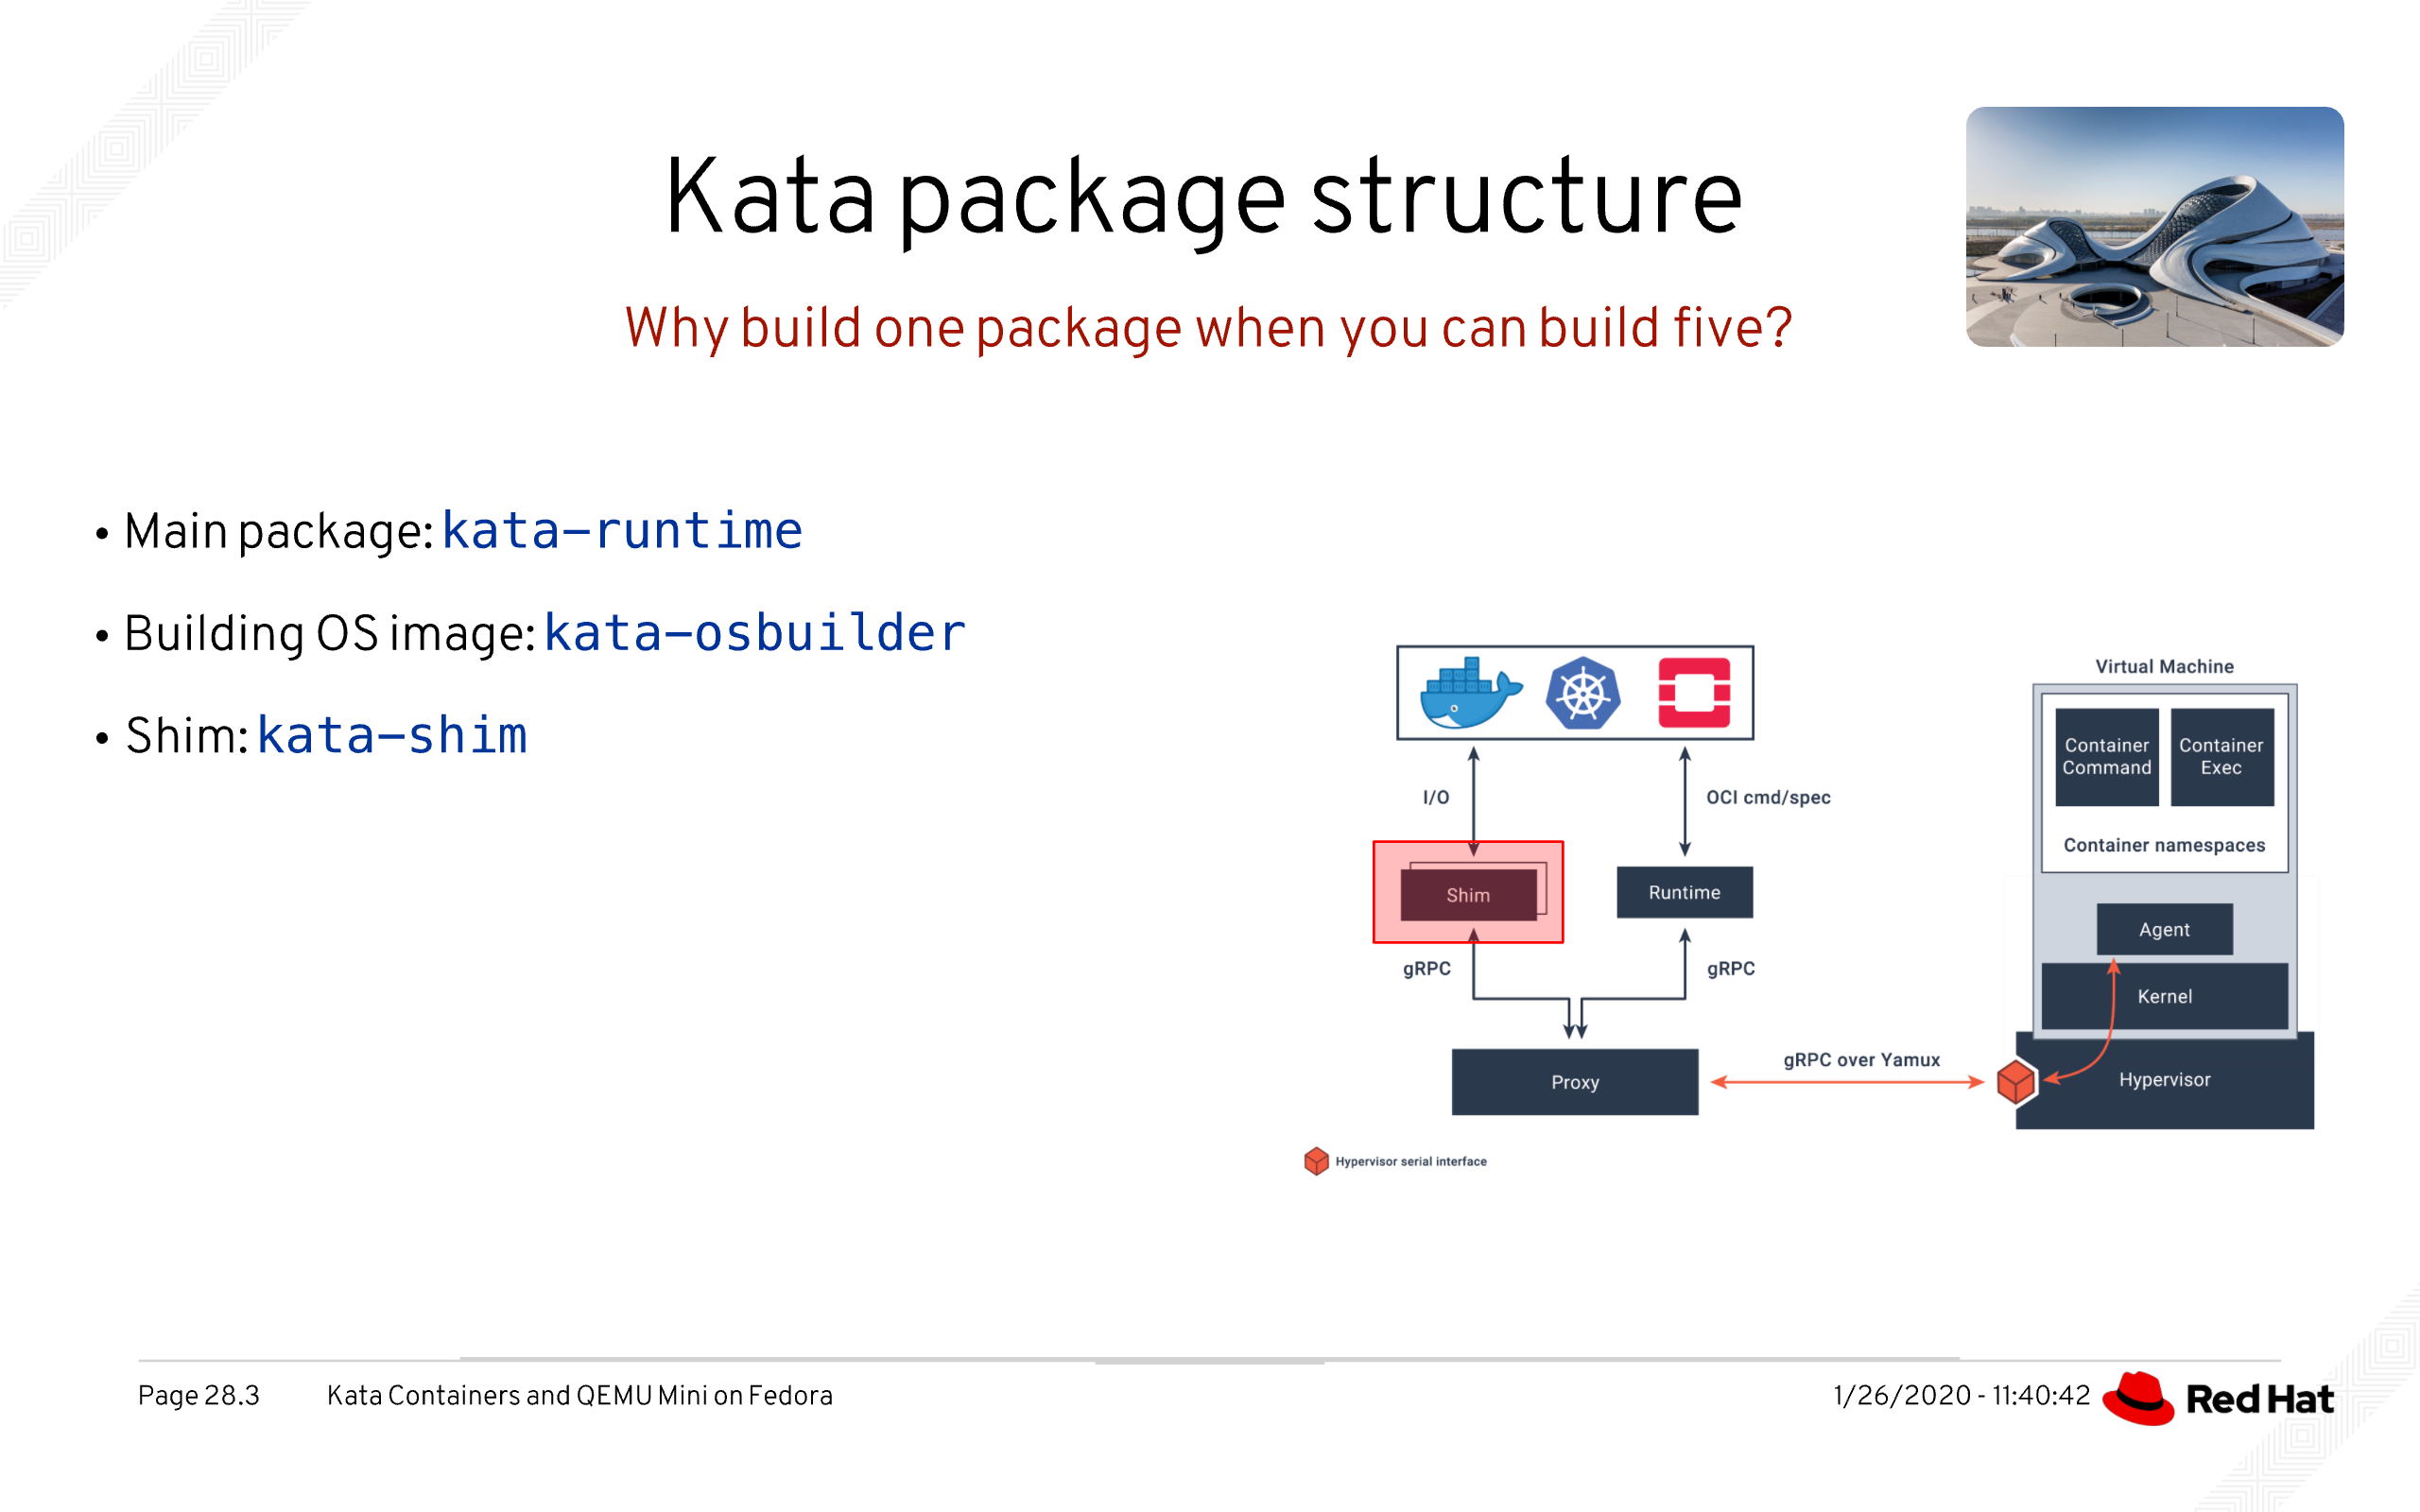 Kata package structure
Why build one package when you can build five?
• Main package: kata-runtime
• Building OS image: kata-osbuilder
• Shim: kata-shim
I/O
OCI cmd/spec
Shim
Runtime
gRPC
gRPC
Proxy
gRPC over Yamux
Hypervisor serial interface
Virtual Machine
Container Command
Container Exec
Container namespaces
Agent
Kernel
Hypervisor
Page 28.3
Kata Containers and QEMU Mini on Fedora
1/26/2020 - 11:40:42
Red Hat